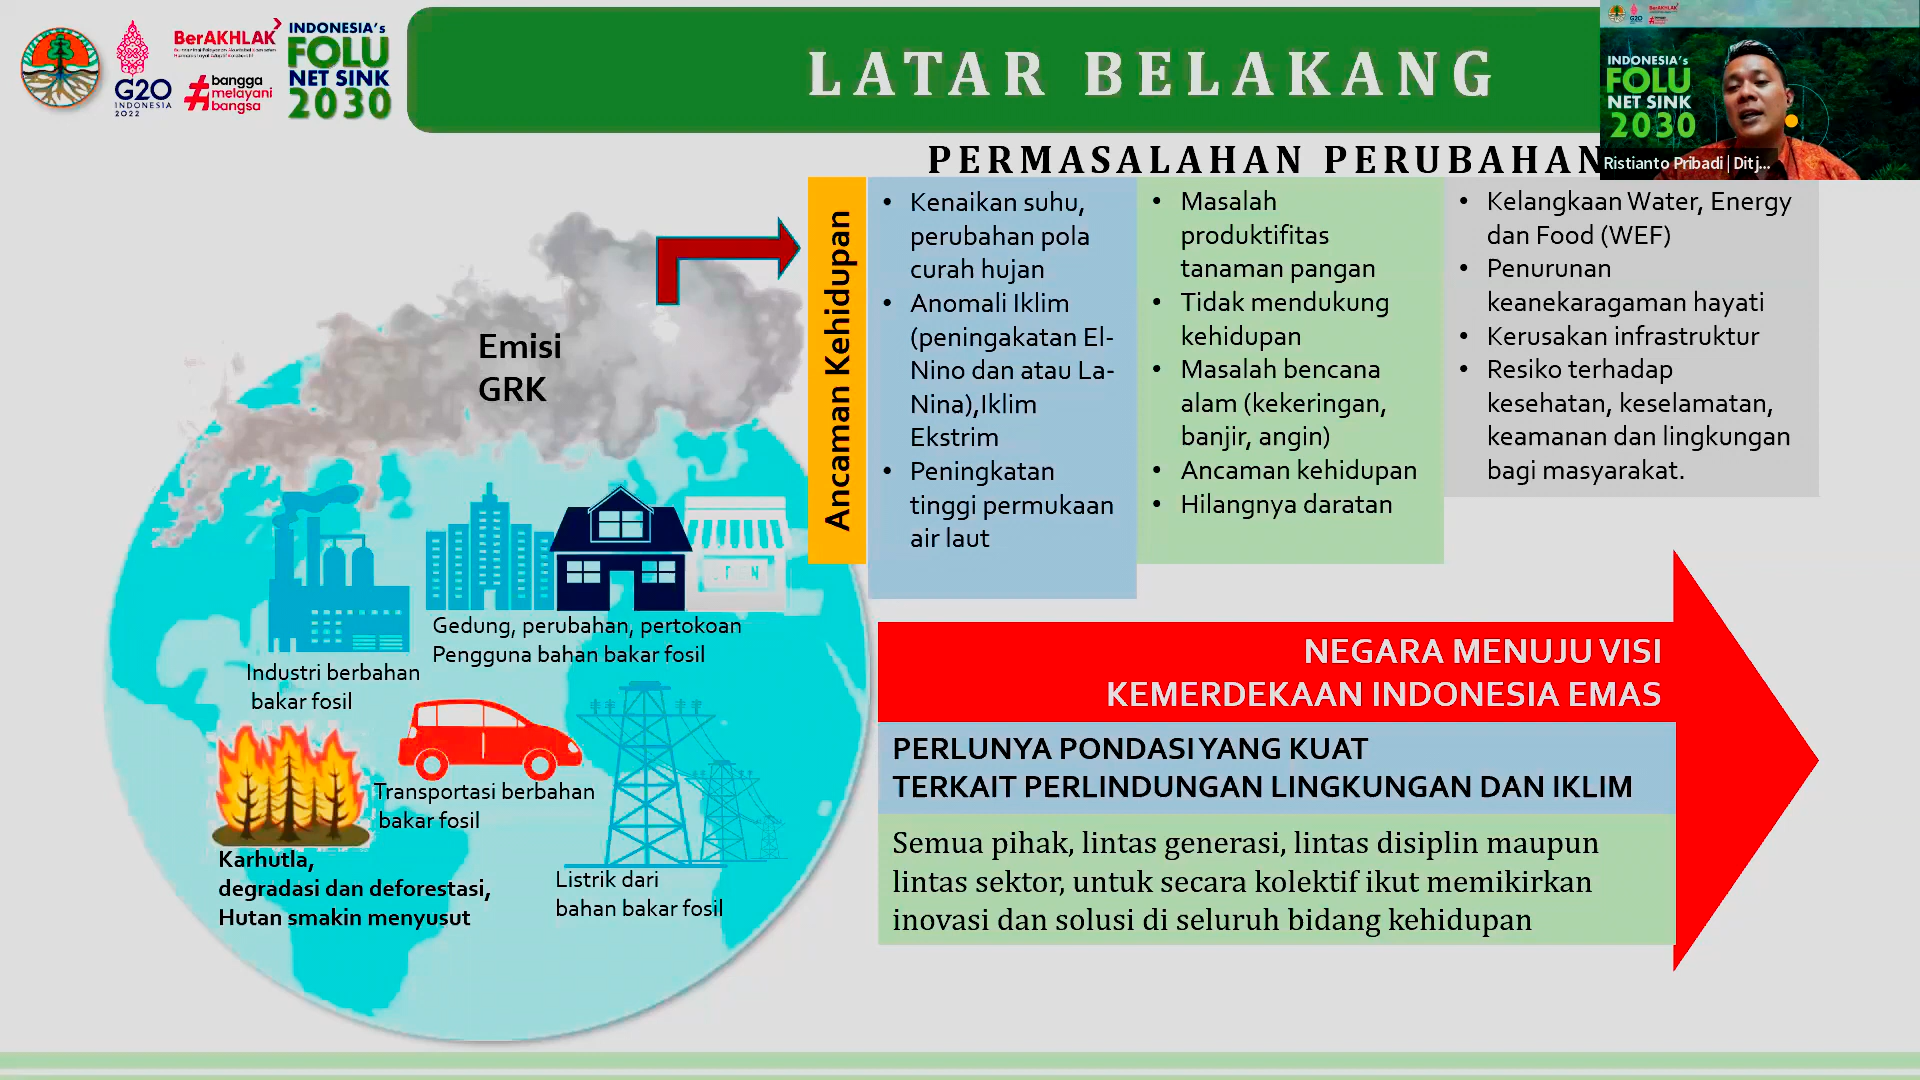 BerAKHLAK
G20
INDONESIA
2022
#bangga
melayani
bangsa
INDONESIA's
FOLU
NET SINK
2030
LATAR BELAKANG
INDONESIA's
FOLU
NET SINK
2030
Ristianto Pribadi | Ditj...
PERMASALAHAN PERUBAHAN
Ancaman Kehidupan
• Kenaikan suhu,
perubahan pola
curah hujan
• Anomali Iklim
(peningakatan El-
Nino dan atau La-
Nina),Iklim
Ekstrim
• Peningkatan
tinggi permukaan
air laut
• Masalah
produktifitas
tanaman pangan
• Tidak mendukung
kehidupan
• Masalah bencana
alam (kekeringan,
banjir, angin)
• Ancaman kehidupan
• Hilangnya daratan
• Kelangkaan Water, Energy
dan Food (WEF)
• Penurunan
keanekaragaman hayati
• Kerusakan infrastruktur
• Resiko terhadap
kesehatan, keselamatan,
keamanan dan lingkungan
bagi masyarakat.
Emisi
GRK
Gedung, perubahan, pertokoan
Pengguna bahan bakar fosil
Industri berbahan
bakar fosil
Transportasi berbahan
bakar fosil
Karhutla,
degradasi dan deforestasi,
Hutan smakin menyusut
Listrik dari
bahan bakar fosil
NEGARA MENUJU VISI
KEMERDEKAAN INDONESIA EMAS
PERLUNYA PONDASI YANG KUAT
TERKAIT PERLINDUNGAN LINGKUNGAN DAN IKLIM
Semua pihak, lintas generasi, lintas disiplin maupun
lintas sektor, untuk secara kolektif ikut memikirkan
inovasi dan solusi di seluruh bidang kehidupan